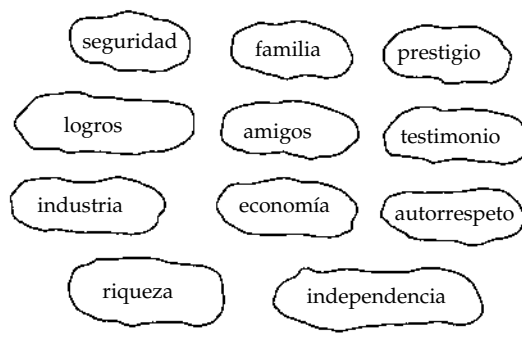 seguridad familia prestigio
logros amigos testimonio
industria economía autorrespeto
riqueza independencia